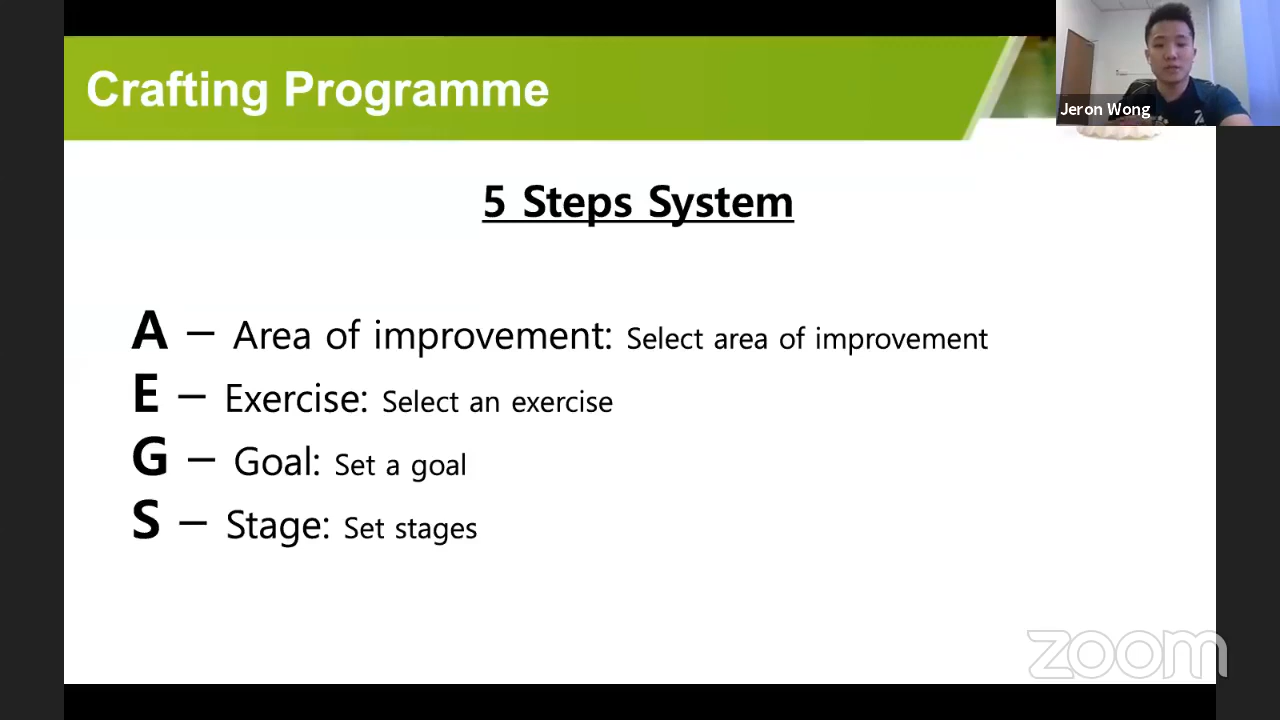 Crafting Programme
Jeron Wong
5 Steps System
A – Area of improvement: Select area of improvement
E – Exercise: Select an exercise
G – Goal: Set a goal
S – Stage: Set stages
zoom